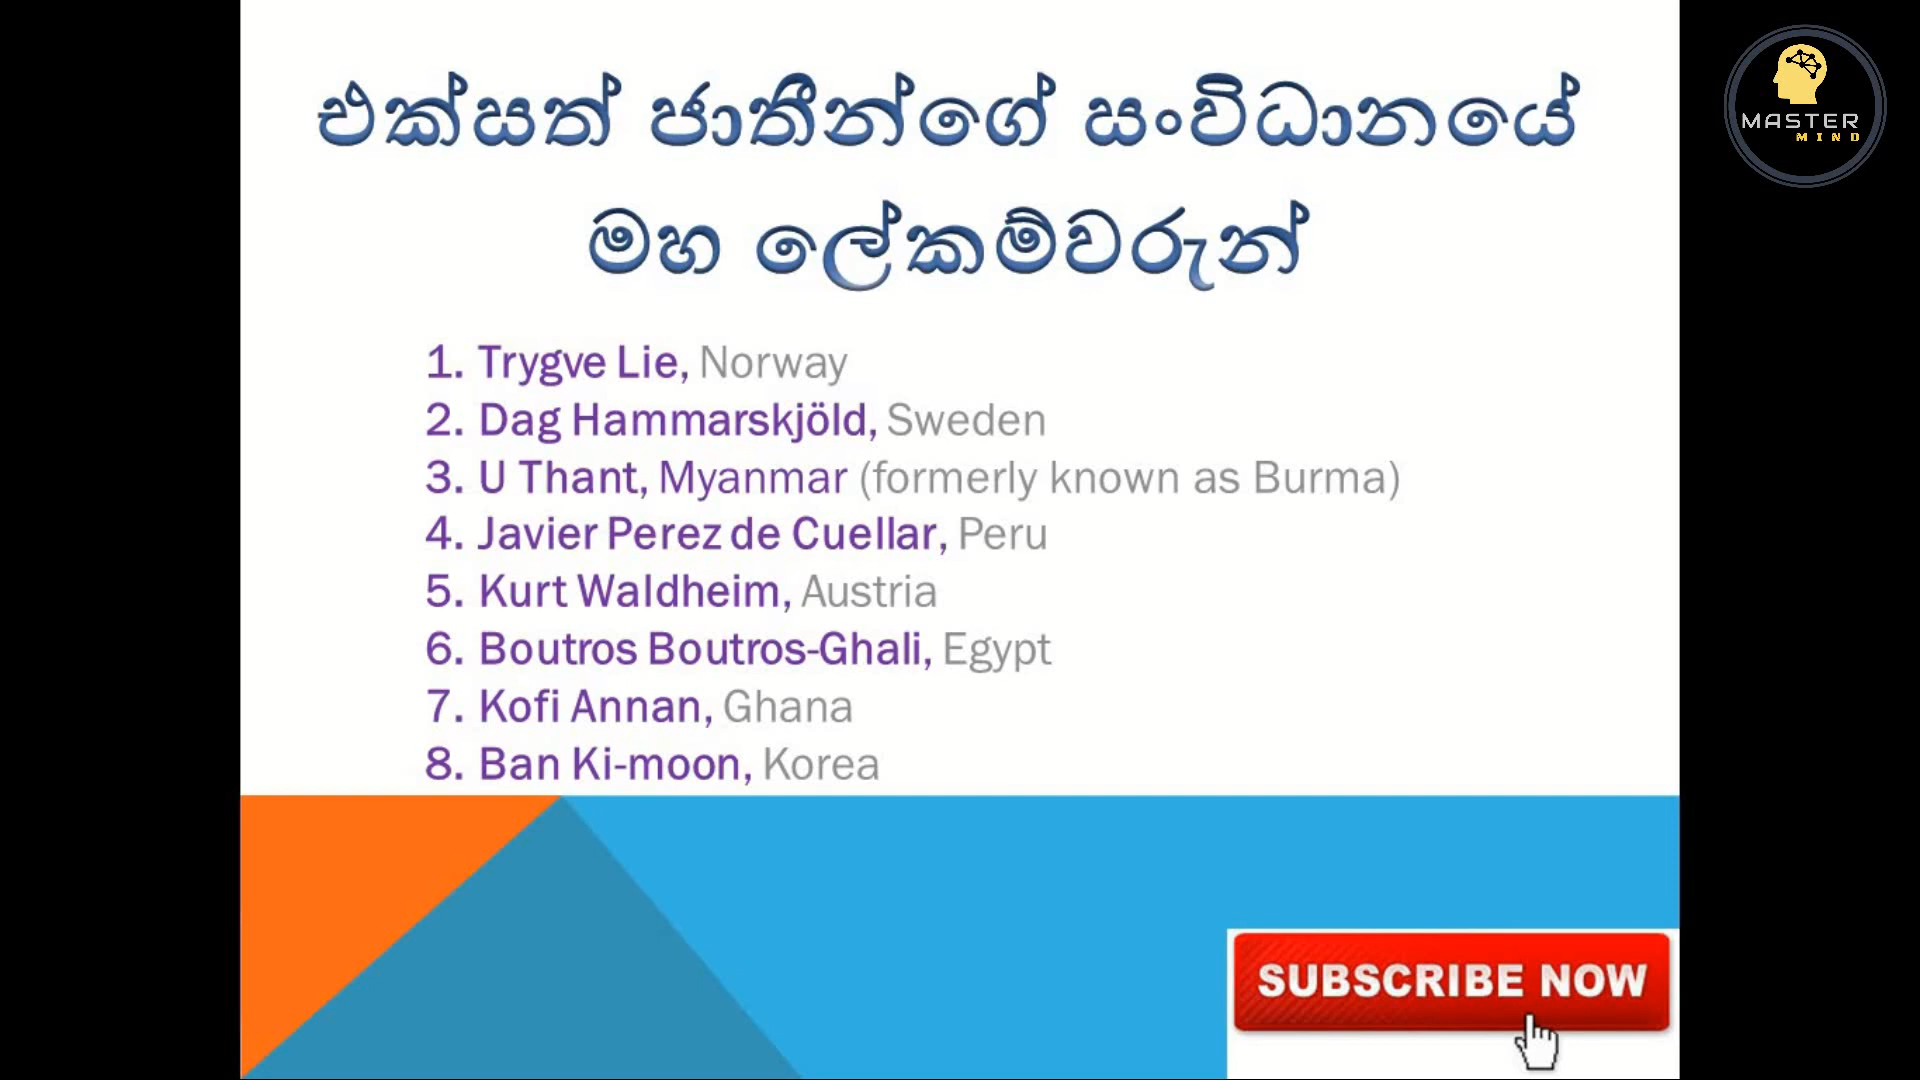 එක්සත් ජාතීන්ගේ සංවිධානයේ
මහ ලේකම්වරුන්
MASTER
MIND
1. Trygve Lie, Norway
2. Dag Hammarskjöld, Sweden
3. U Thant, Myanmar (formerly known as Burma)
4. Javier Perez de Cuellar, Peru
5. Kurt Waldheim, Austria
6. Boutros Boutros-Ghali, Egypt
7. Kofi Annan, Ghana
8. Ban Ki-moon, Korea
SUBSCRIBE NOW